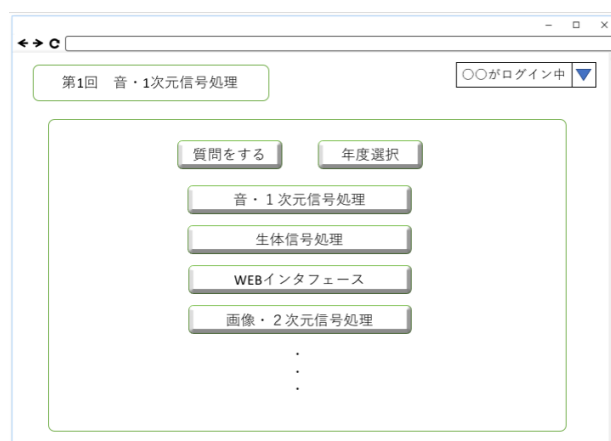 第1回 音・1次元信号処理
○○がログイン中
質問をする
年度選択
音・１次元信号処理
生体信号処理
WEBインタフェース
画像・２次元信号処理